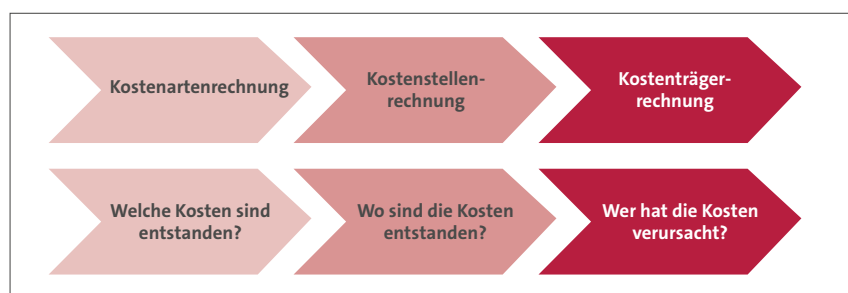 Kostenartenrechnung
Kostenstellen-
rechnung
Kostenträger-
rechnung
Welche Kosten sind
entstanden?
Wo sind die Kosten
entstanden?
Wer hat die Kosten
verursacht?